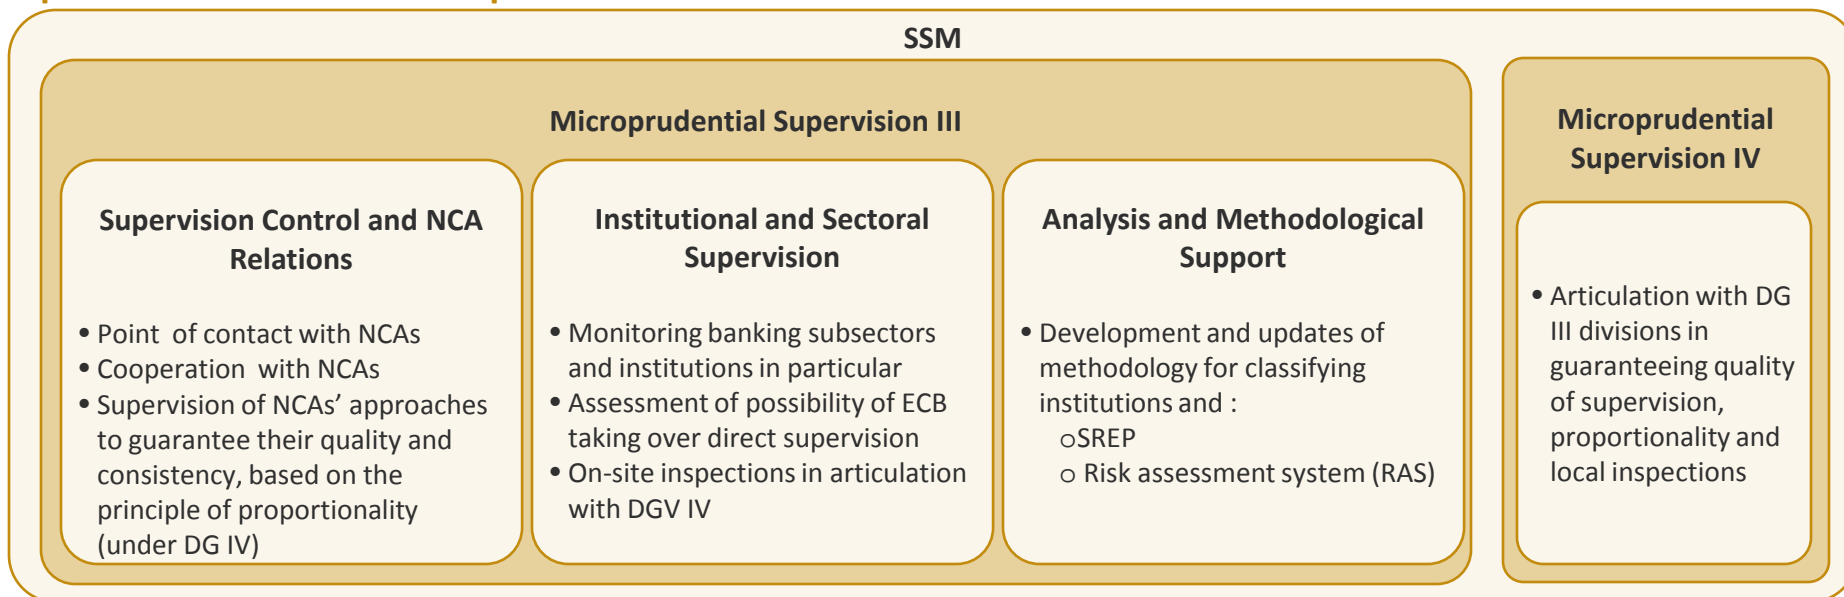 SSM
Microprudential Supervision III
Supervision Control and NCA
Relations
• Point of contact with NCAs
• Cooperation with NCAs
• Supervision of NCAs’ approaches
to guarantee their quality and
consistency, based on the
principle of proportionality
(under DG IV)
Institutional and Sectoral
Supervision
• Monitoring banking subsectors
and institutions in particular
• Assessment of possibility of ECB
taking over direct supervision
• On-site inspections in articulation
with DGV IV
Analysis and Methodological
Support
• Development and updates of
methodology for classifying
institutions and :
oSREP
o Risk assessment system (RAS)
Microprudential
Supervision IV
• Articulation with DG
III divisions in
guaranteeing quality
of supervision,
proportionality and
local inspections